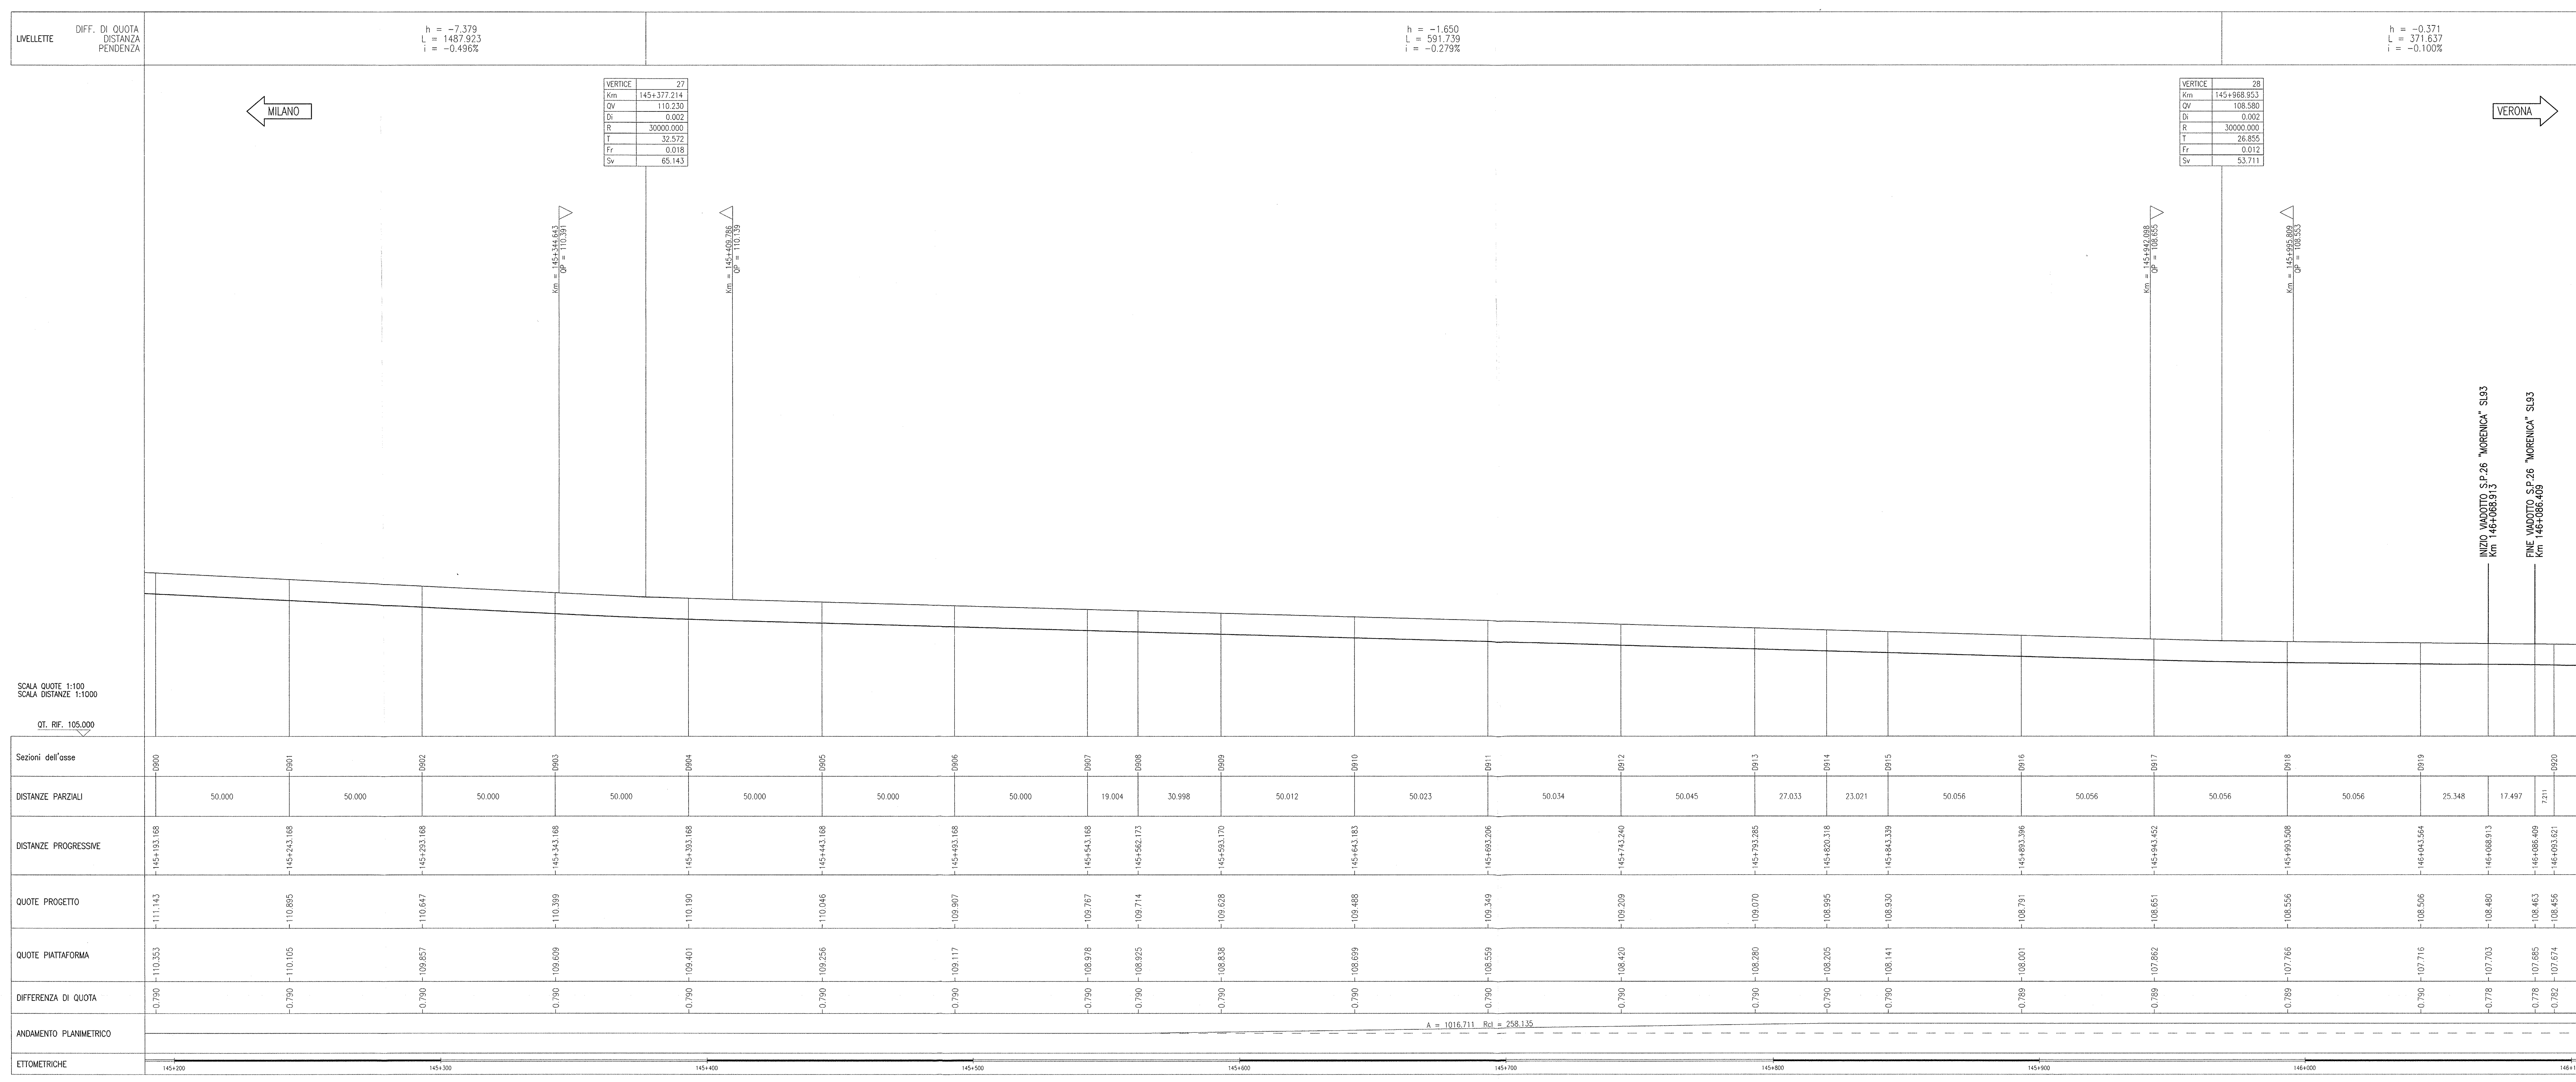 LIVELLETTE
DIFF. DI QUOTA
DISTANZA
PENDENZA
h = -7.379
L = 1487.923
i = -0.496%
h = -1.650
L = 591.739
i = -0.279%
h = -0.371
L = 371.637
i = -0.100%
MILANO
VERTICE 27
Km 145+377.214
QV 110.230
Di 0.002
R 30000.000
T 32.572
Fr 0.018
Sv 65.143
VERTICE 28
Km 145+968.953
QV 108.580
Di 0.002
R 30000.000
T 26.855
Fr 0.012
Sv 53.711
VERONA
Km = 145+344.643
QP = 110.391
Km = 145+409.786
QP = 110.139
Km = 145+942.098
QP = 108.655
Km = 145+995.809
QP = 108.553
INIZIO VIADOTTO S.P.26 "MORENICA" SL93
Km 146+068.913
FINE VIADOTTO S.P.26 "MORENICA" SL93
Km 146+086.409
SCALA QUOTE 1:100
SCALA DISTANZE 1:1000
QT. RIF. 105.000
Sezioni dell'asse D900 D901 D902 D903 D904 D905 D906 D907 D908 D909 D910 D911 D912 D913 D914 D915 D916 D917 D918 D919 D920
DISTANZE PARZIALI 50.000 50.000 50.000 50.000 50.000 50.000 50.000 19.004 30.998 50.012 50.023 50.034 50.045 27.033 23.021 50.056 50.056 50.056 50.056 25.348 17.497 7.211
DISTANZE PROGRESSIVE 145+193.168 145+243.168 145+293.168 145+343.168 145+393.168 145+443.168 145+493.168 145+543.168 145+562.173 145+593.170 145+643.183 145+693.206 145+743.240 145+793.285 145+820.318 145+843.339 145+893.396 145+943.452 145+993.508 146+043.564 146+068.913 146+086.409 146+093.621
QUOTE PROGETTO 111.143 110.895 110.647 110.399 110.190 110.046 109.907 109.767 109.714 109.628 109.488 109.349 109.209 109.070 108.995 108.930 108.791 108.651 108.556 108.506 108.480 108.463 108.456
QUOTE PIATTAFORMA 110.353 110.105 109.857 109.609 109.401 109.256 109.117 108.978 108.925 108.838 108.699 108.559 108.420 108.280 108.205 108.141 108.001 107.862 107.766 107.716 107.703 107.685 107.674
DIFFERENZA DI QUOTA 0.790 0.790 0.790 0.790 0.790 0.790 0.790 0.790 0.790 0.790 0.790 0.790 0.790 0.790 0.790 0.790 0.789 0.789 0.789 0.790 0.778 0.778 0.782
ANDAMENTO PLANIMETRICO A = 1016.711 Rcl = 258.135
ETTOMETRICHE
145+200 145+300 145+400 145+500 145+600 145+700 145+800 145+900 146+000